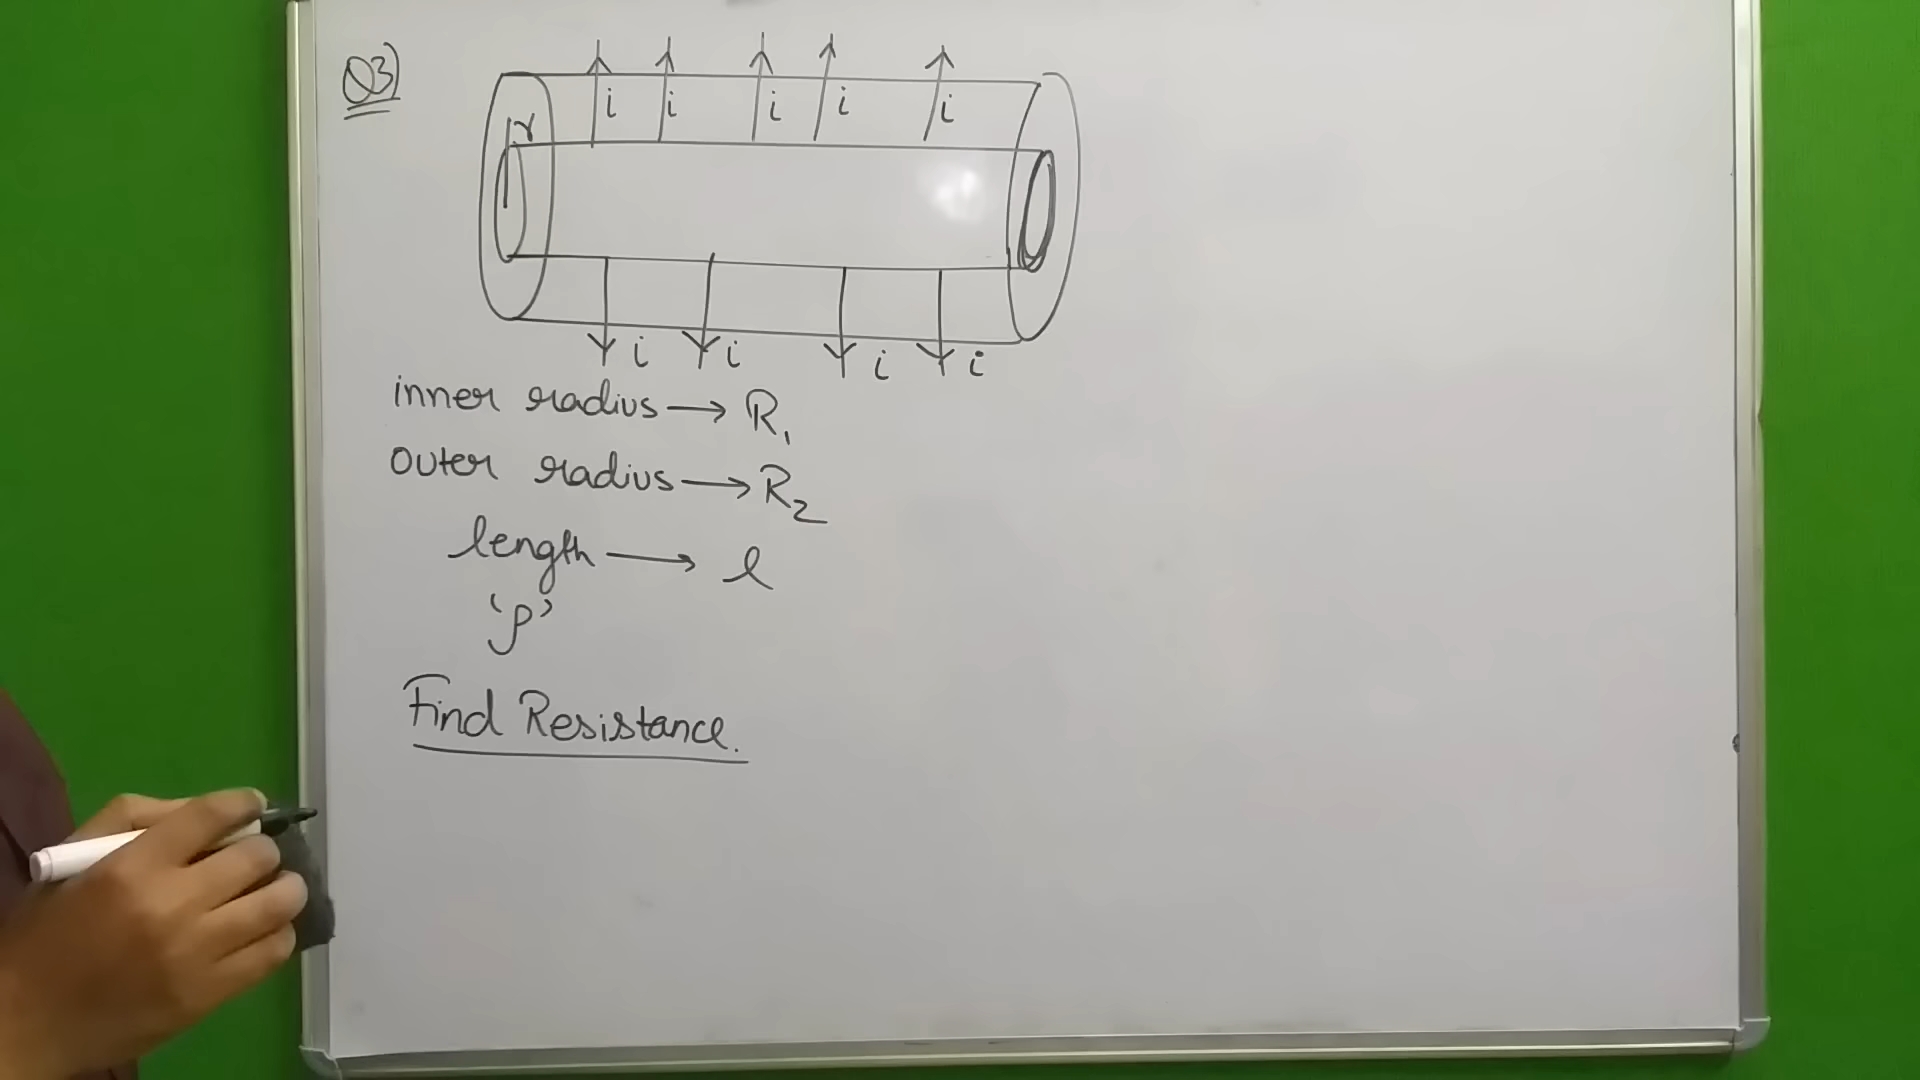 Q3)
i i i i i
r
i i i i
inner radius → R₁
outer radius → R₂
length → l
'ρ'
Find Resistance.